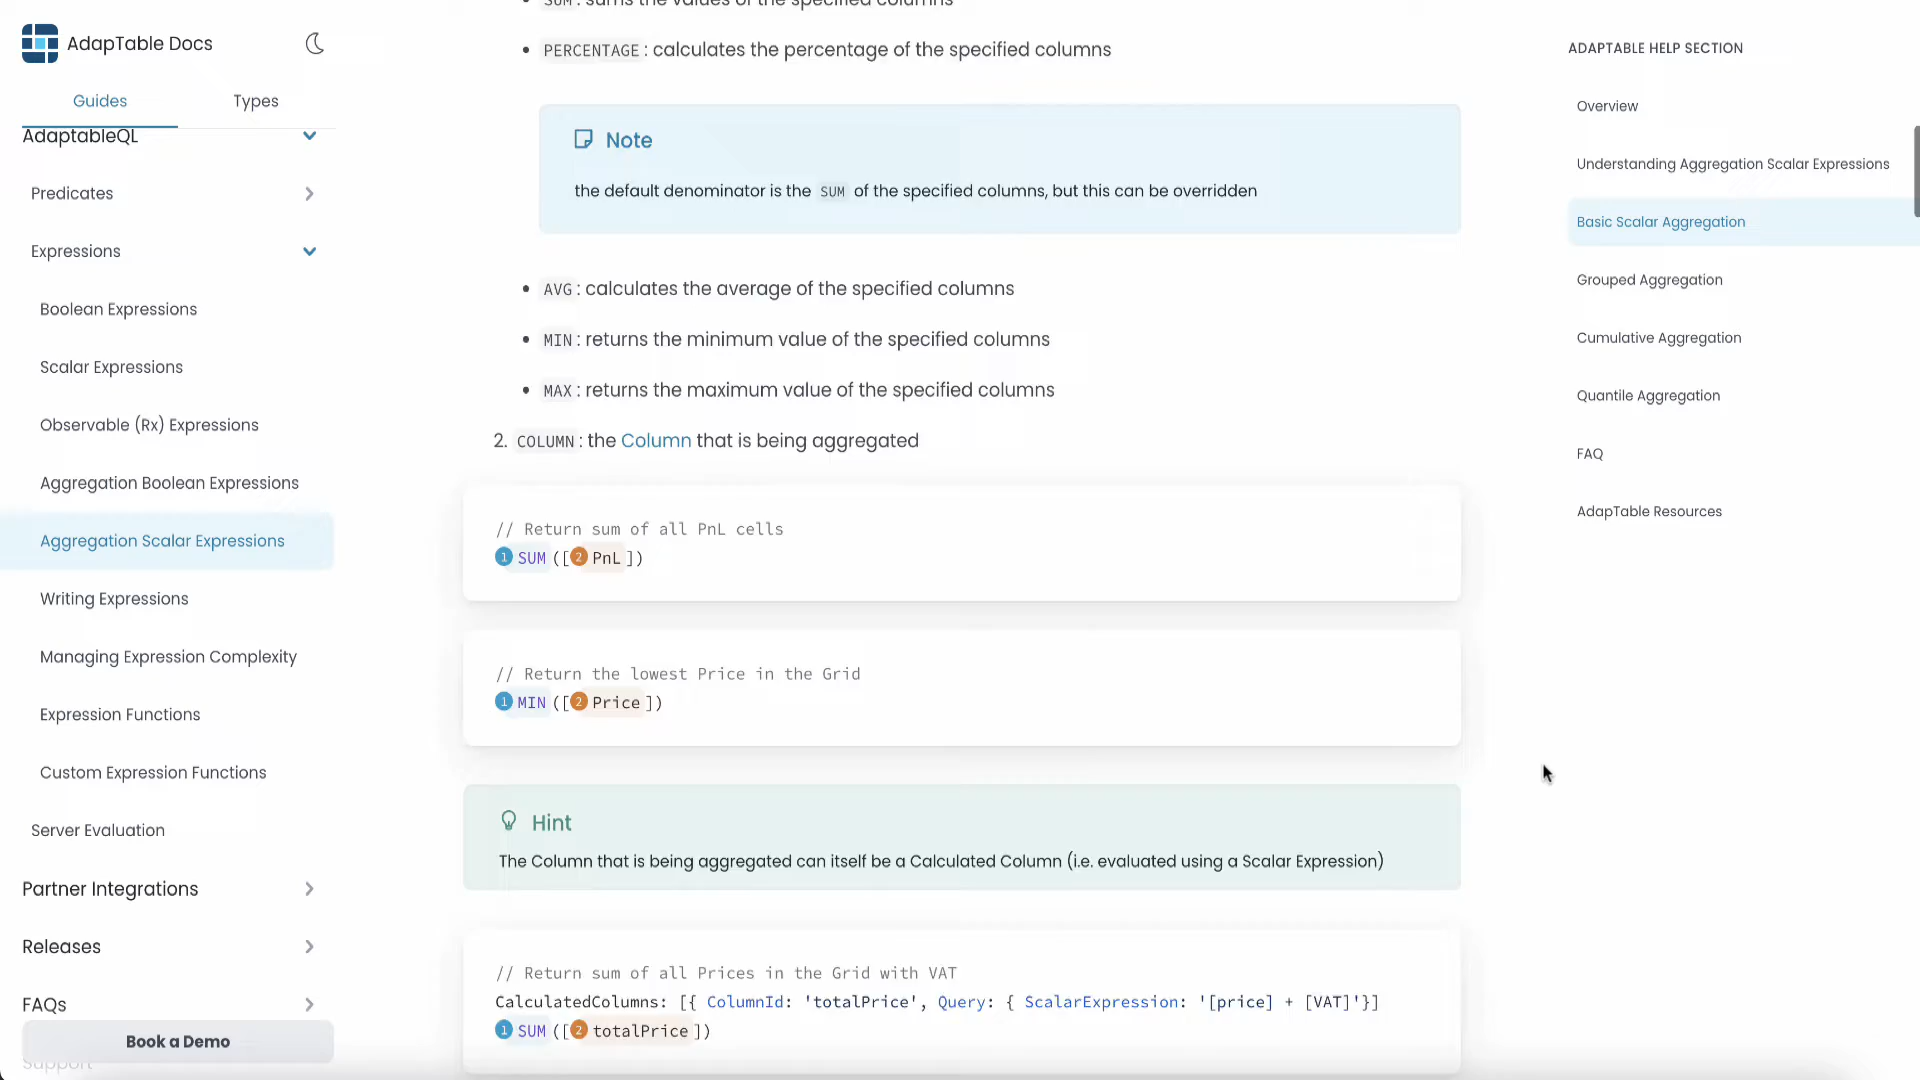 AdapTable Docs
Guides
Types
AdaptableQL
Predicates
Expressions
Boolean Expressions
Scalar Expressions
Observable (Rx) Expressions
Aggregation Boolean Expressions
Aggregation Scalar Expressions
Writing Expressions
Managing Expression Complexity
Expression Functions
Custom Expression Functions
Server Evaluation
Partner Integrations
Releases
FAQs
Book a Demo
Support
• SUM: sums the values of the specified columns
• PERCENTAGE: calculates the percentage of the specified columns
Note
the default denominator is the SUM of the specified columns, but this can be overridden
• AVG: calculates the average of the specified columns
• MIN: returns the minimum value of the specified columns
• MAX: returns the maximum value of the specified columns
2. COLUMN: the Column that is being aggregated
// Return sum of all PnL cells
1 SUM([2 PnL])
// Return the lowest Price in the Grid
1 MIN([2 Price])
Hint
The Column that is being aggregated can itself be a Calculated Column (i.e. evaluated using a Scalar Expression)
// Return sum of all Prices in the Grid with VAT
CalculatedColumns: [{ ColumnId: 'totalPrice', Query: { ScalarExpression: '[price] + [VAT]'}]
1 SUM([2 totalPrice])
ADAPTABLE HELP SECTION
Overview
Understanding Aggregation Scalar Expressions
Basic Scalar Aggregation
Grouped Aggregation
Cumulative Aggregation
Quantile Aggregation
FAQ
AdapTable Resources